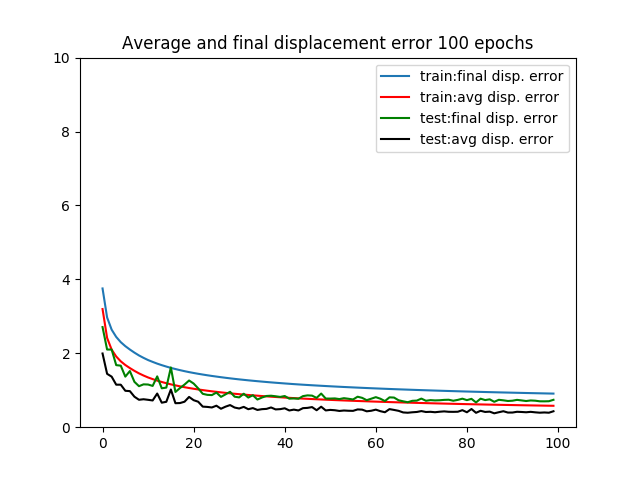 Average and final displacement error 100 epochs
10
8
6
4
2
0
train:final disp. error
train:avg disp. error
test:final disp. error
test:avg disp. error
0 20 40 60 80 100